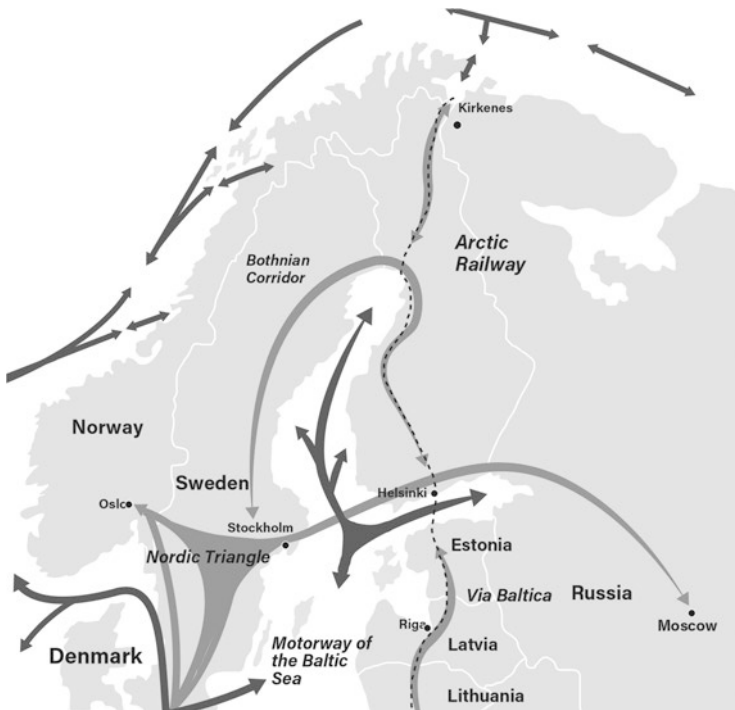 Kirkenes
Arctic
Railway
Bothnian
Corridor
Norway
Sweden
Oslo
Helsinki
Stockholm
Nordic Triangle
Estonia
Via Baltica
Russia
Riga
Moscow
Motorway of
the Baltic
Sea
Latvia
Denmark
Lithuania